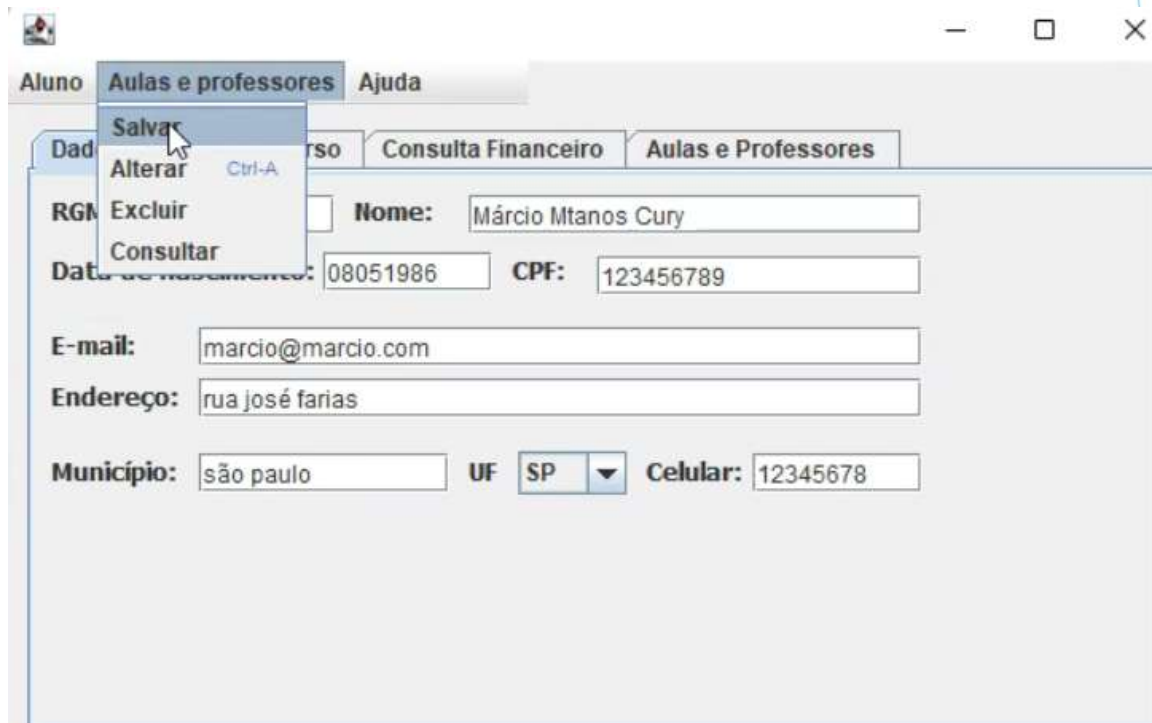 Aluno Aulas e professores Ajuda
Salvar
Alterar Ctrl-A
Excluir
Consultar
Consulta Financeiro Aulas e Professores
Nome: Márcio Mtanos Cury
08051986 CPF: 123456789
E-mail: marcio@marcio.com
Endereço: rua josé farias
Município: são paulo UF SP Celular: 12345678